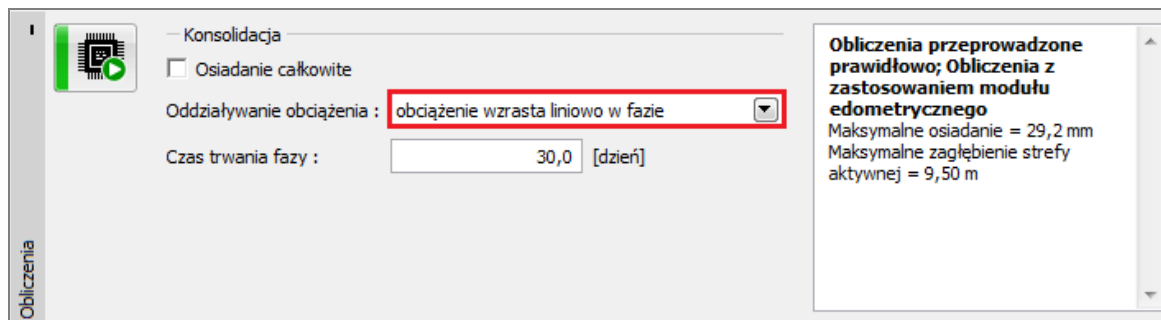 Konsolidacja
Osiadanie całkowite
Oddziaływanie obciążenia : obciążenie wzrasta liniowo w fazie
Czas trwania fazy : 30,0 [dzień]
Obliczenia przeprowadzone
prawidłowo; Obliczenia z
zastosowaniem modułu
edometrycznego
Maksymalne osiadanie = 29,2 mm
Maksymalne zagłębienie strefy
aktywnej = 9,50 m
Obliczenia